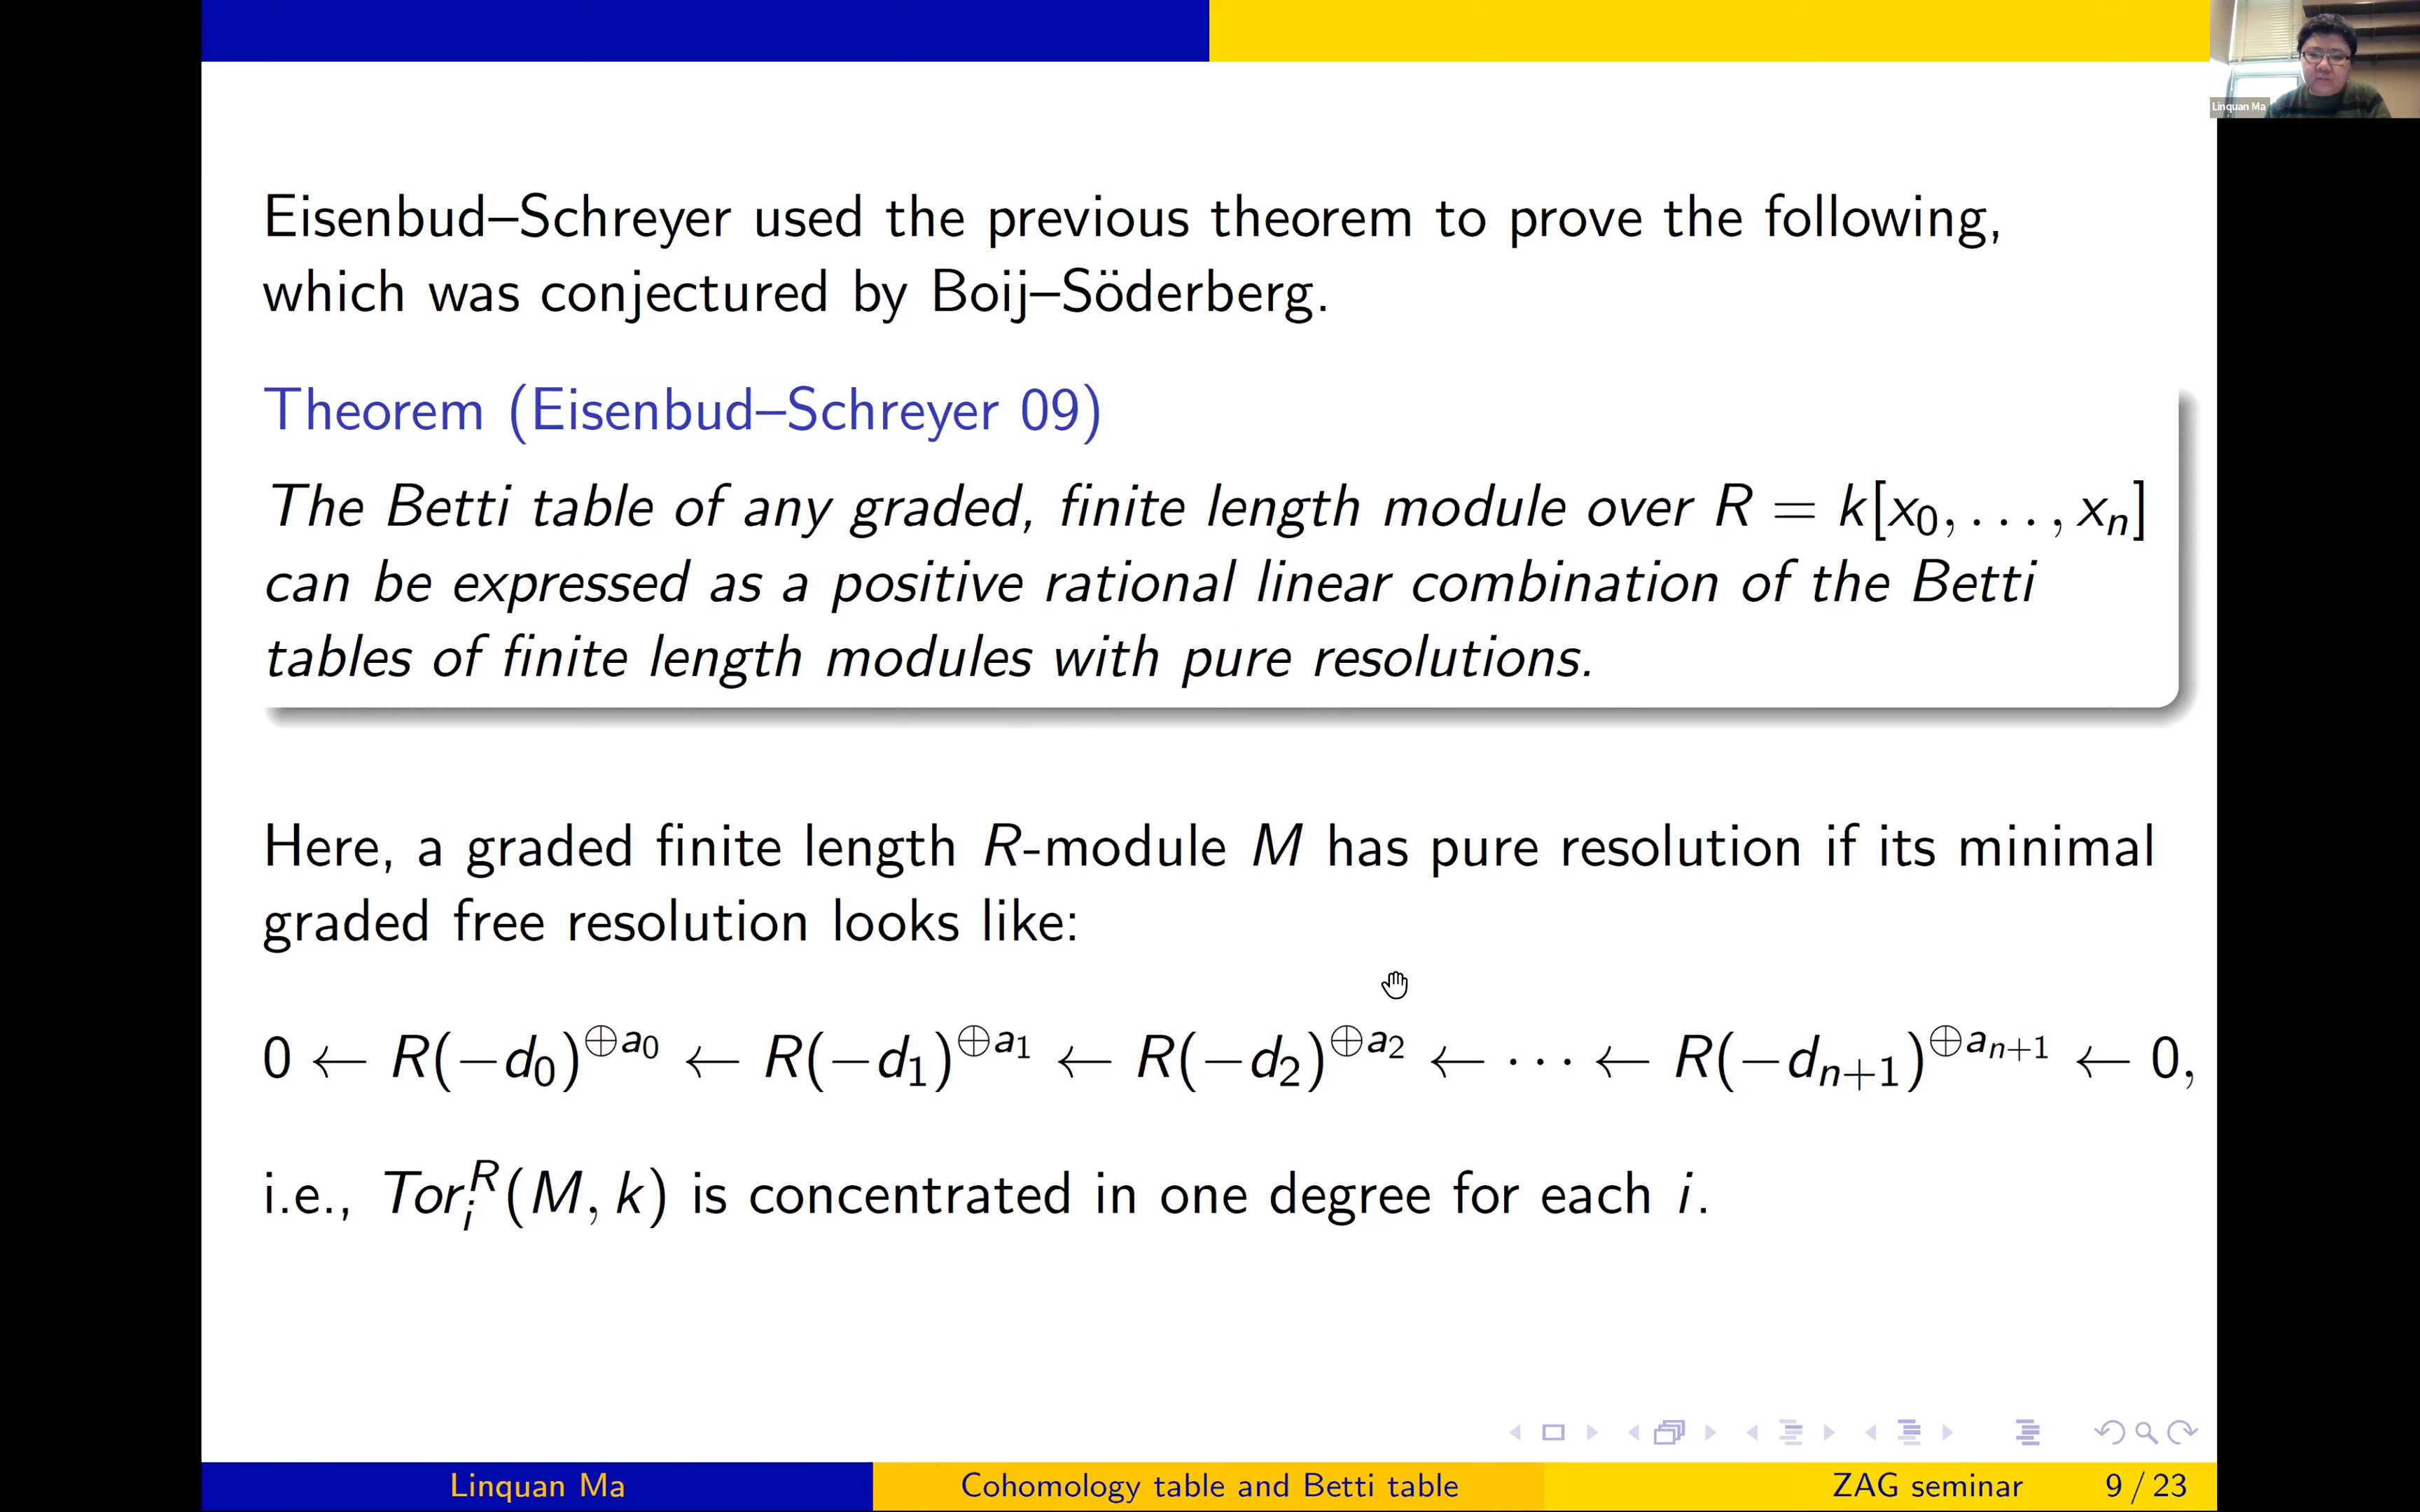 Linquan Ma
Eisenbud–Schreyer used the previous theorem to prove the following,
which was conjectured by Boij–Söderberg.
Theorem (Eisenbud–Schreyer 09)
The Betti table of any graded, finite length module over R = k[x₀, . . . , xₙ]
can be expressed as a positive rational linear combination of the Betti
tables of finite length modules with pure resolutions.
Here, a graded finite length R-module M has pure resolution if its minimal
graded free resolution looks like:
0 ← R(−d₀)^{⊕a₀} ← R(−d₁)^{⊕a₁} ← R(−d₂)^{⊕a₂} ← · · · ← R(−d_{n+1})^{⊕a_{n+1}} ← 0,
i.e., Tor_i^R(M, k) is concentrated in one degree for each i.
Linquan Ma Cohomology table and Betti table ZAG seminar 9 / 23